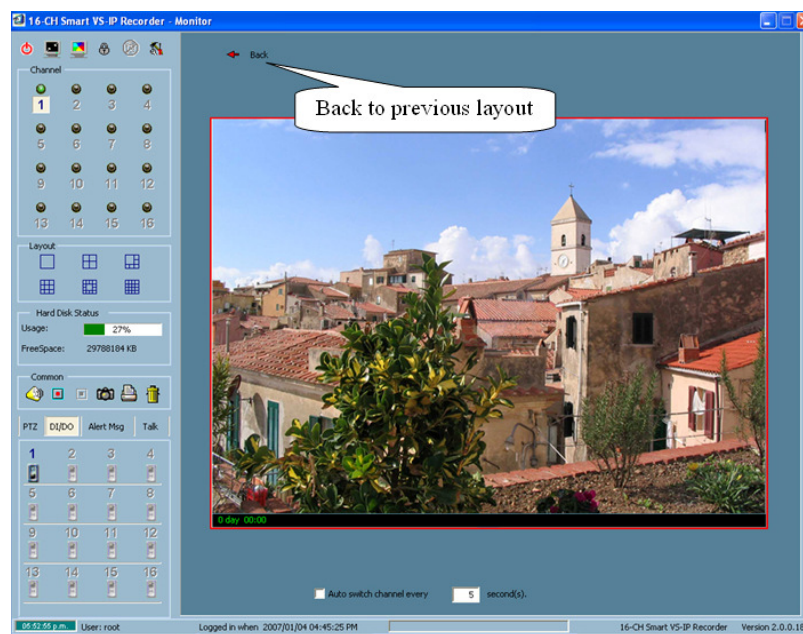 16-CH Smart VS-IP Recorder - Monitor
Back
Back to previous layout
Channel
1 2 3 4
5 6 7 8
9 10 11 12
13 14 15 16
Layout
Hard Disk Status
Usage: 27%
FreeSpace: 29788184 KB
Common
PTZ DI/DO Alert Msg Talk
1 2 3 4
5 6 7 8
9 10 11 12
13 14 15 16
0 day 00:00
Auto switch channel every 5 second(s).
05:52:55 p.m. User: root Logged in when 2007/01/04 04:45:25 PM 16-CH Smart VS-IP Recorder Version 2.0.0.18